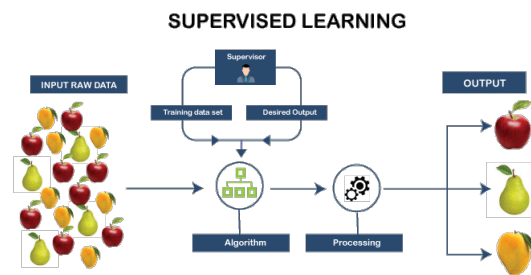 SUPERVISED LEARNING
Supervisor
INPUT RAW DATA
OUTPUT
Training data set
Desired Output
Algorithm
Processing